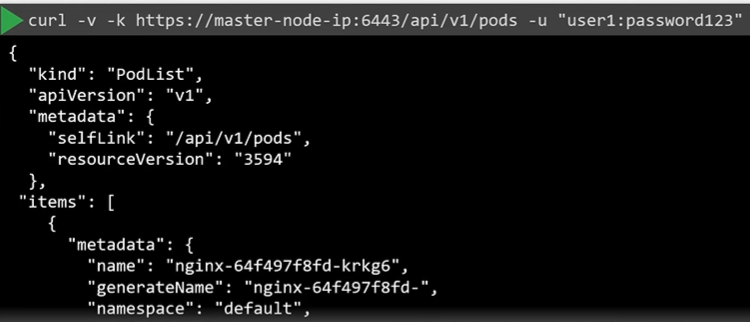 curl -v -k https://master-node-ip:6443/api/v1/pods -u "user1:password123"
{
"kind": "PodList",
"apiVersion": "v1",
"metadata": {
"selfLink": "/api/v1/pods",
"resourceVersion": "3594"
},
"items": [
{
"metadata": {
"name": "nginx-64f497f8fd-krkg6",
"generateName": "nginx-64f497f8fd-",
"namespace": "default",